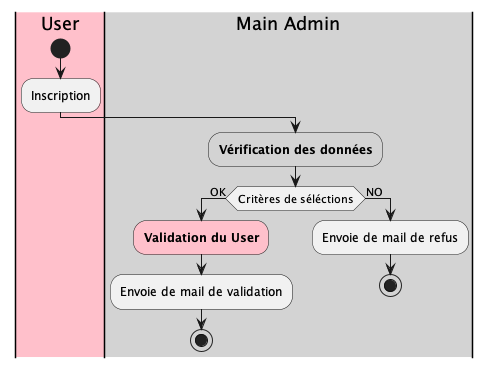 User
Main Admin
Inscription
Vérification des données
Critères de séléctions
OK
NO
Validation du User
Envoie de mail de refus
Envoie de mail de validation